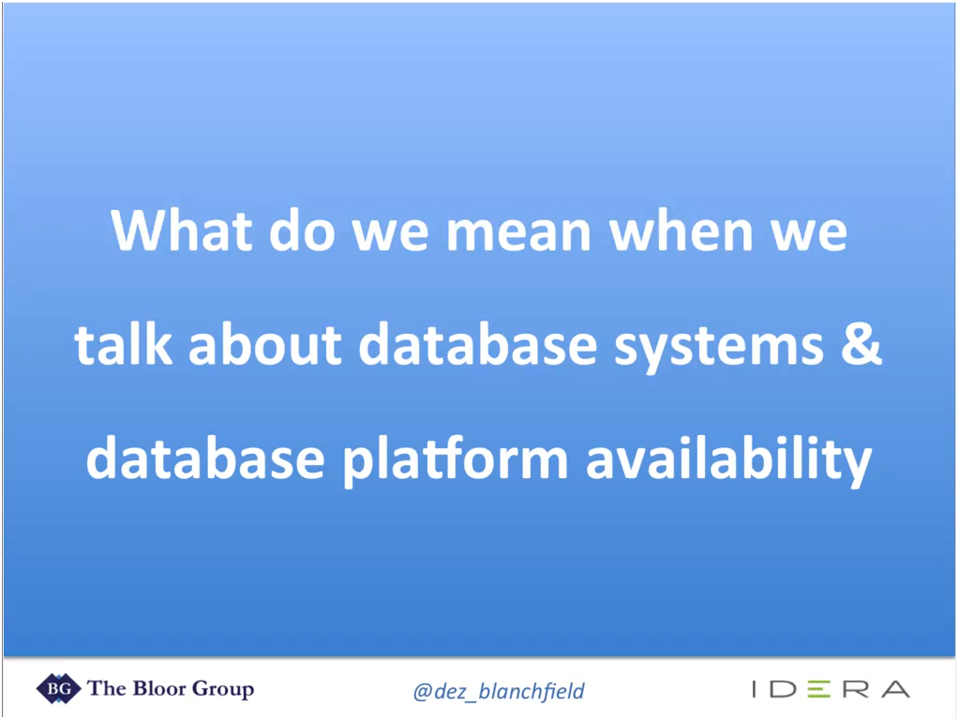 What do we mean when we
talk about database systems &
database platform availability
BG The Bloor Group
@dez_blanchfield
IDERA